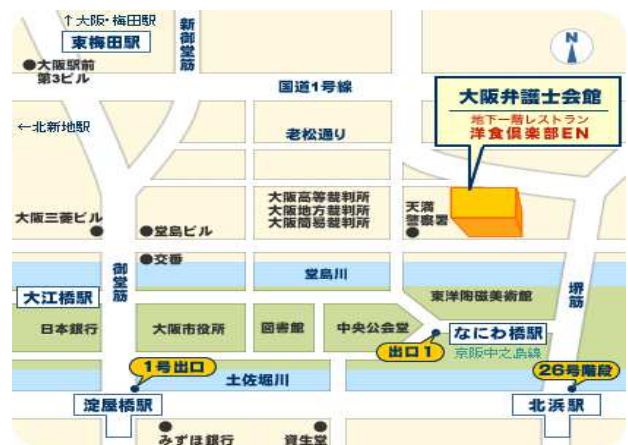 ↑大阪・梅田駅
東梅田駅
新御堂筋
N
●大阪駅前
第3ビル
国道1号線
大阪弁護士会館
地下一階レストラン
洋食倶楽部EN
←北新地駅
老松通り
大阪高等裁判所
大阪地方裁判所
大阪簡易裁判所
天満
警察署
大阪三菱ビル
●堂島ビル
●交番
御堂筋
堂島川
堺筋
大江橋駅
東洋陶磁美術館
日本銀行
大阪市役所
図書館
中央公会堂
なにわ橋駅
出口1
京阪中之島線
1号出口
土佐堀川
26号階段
淀屋橋駅
北浜駅
みずほ銀行
資生堂